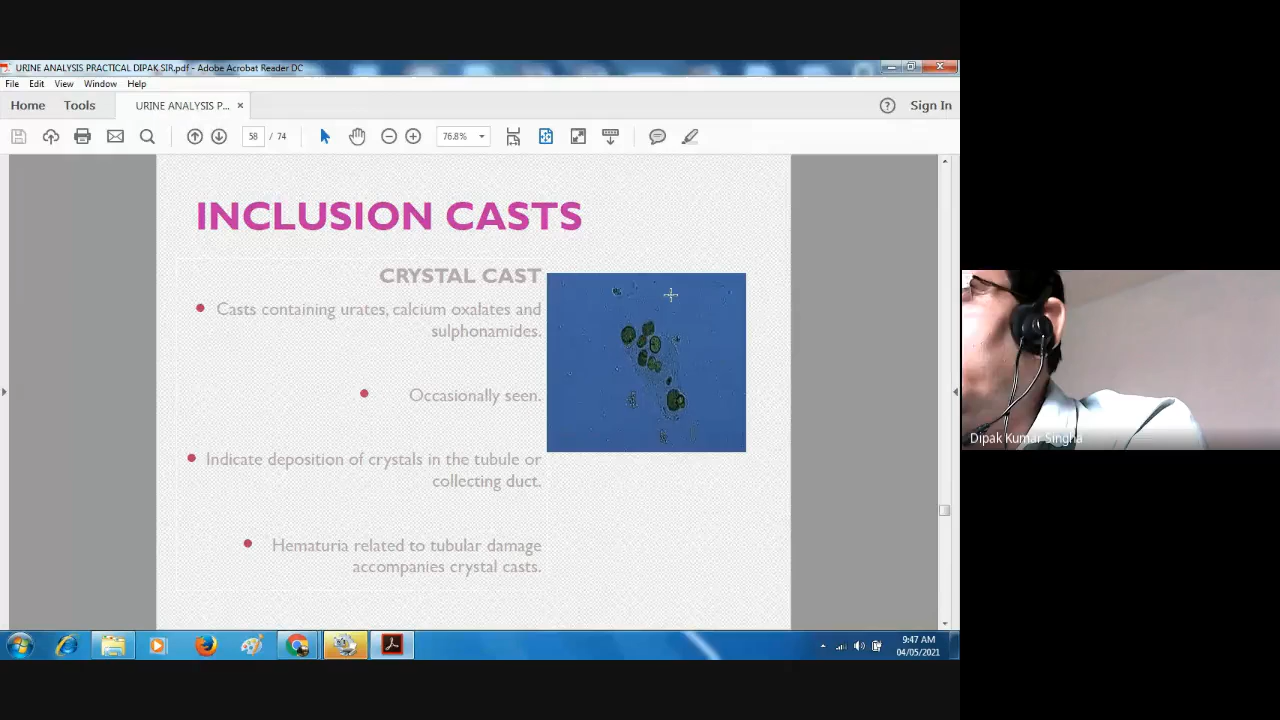 URINE ANALYSIS PRACTICAL DIPAK SIR.pdf - Adobe Acrobat Reader DC
File Edit View Window Help
Home Tools URINE ANALYSIS P... × ? Sign In
58 / 74 76.8%
INCLUSION CASTS
CRYSTAL CAST
• Casts containing urates, calcium oxalates and
sulphonamides.
• Occasionally seen.
• Indicate deposition of crystals in the tubule or
collecting duct.
• Hematuria related to tubular damage
accompanies crystal casts.
Dipak Kumar Singha
9:47 AM
04/05/2021